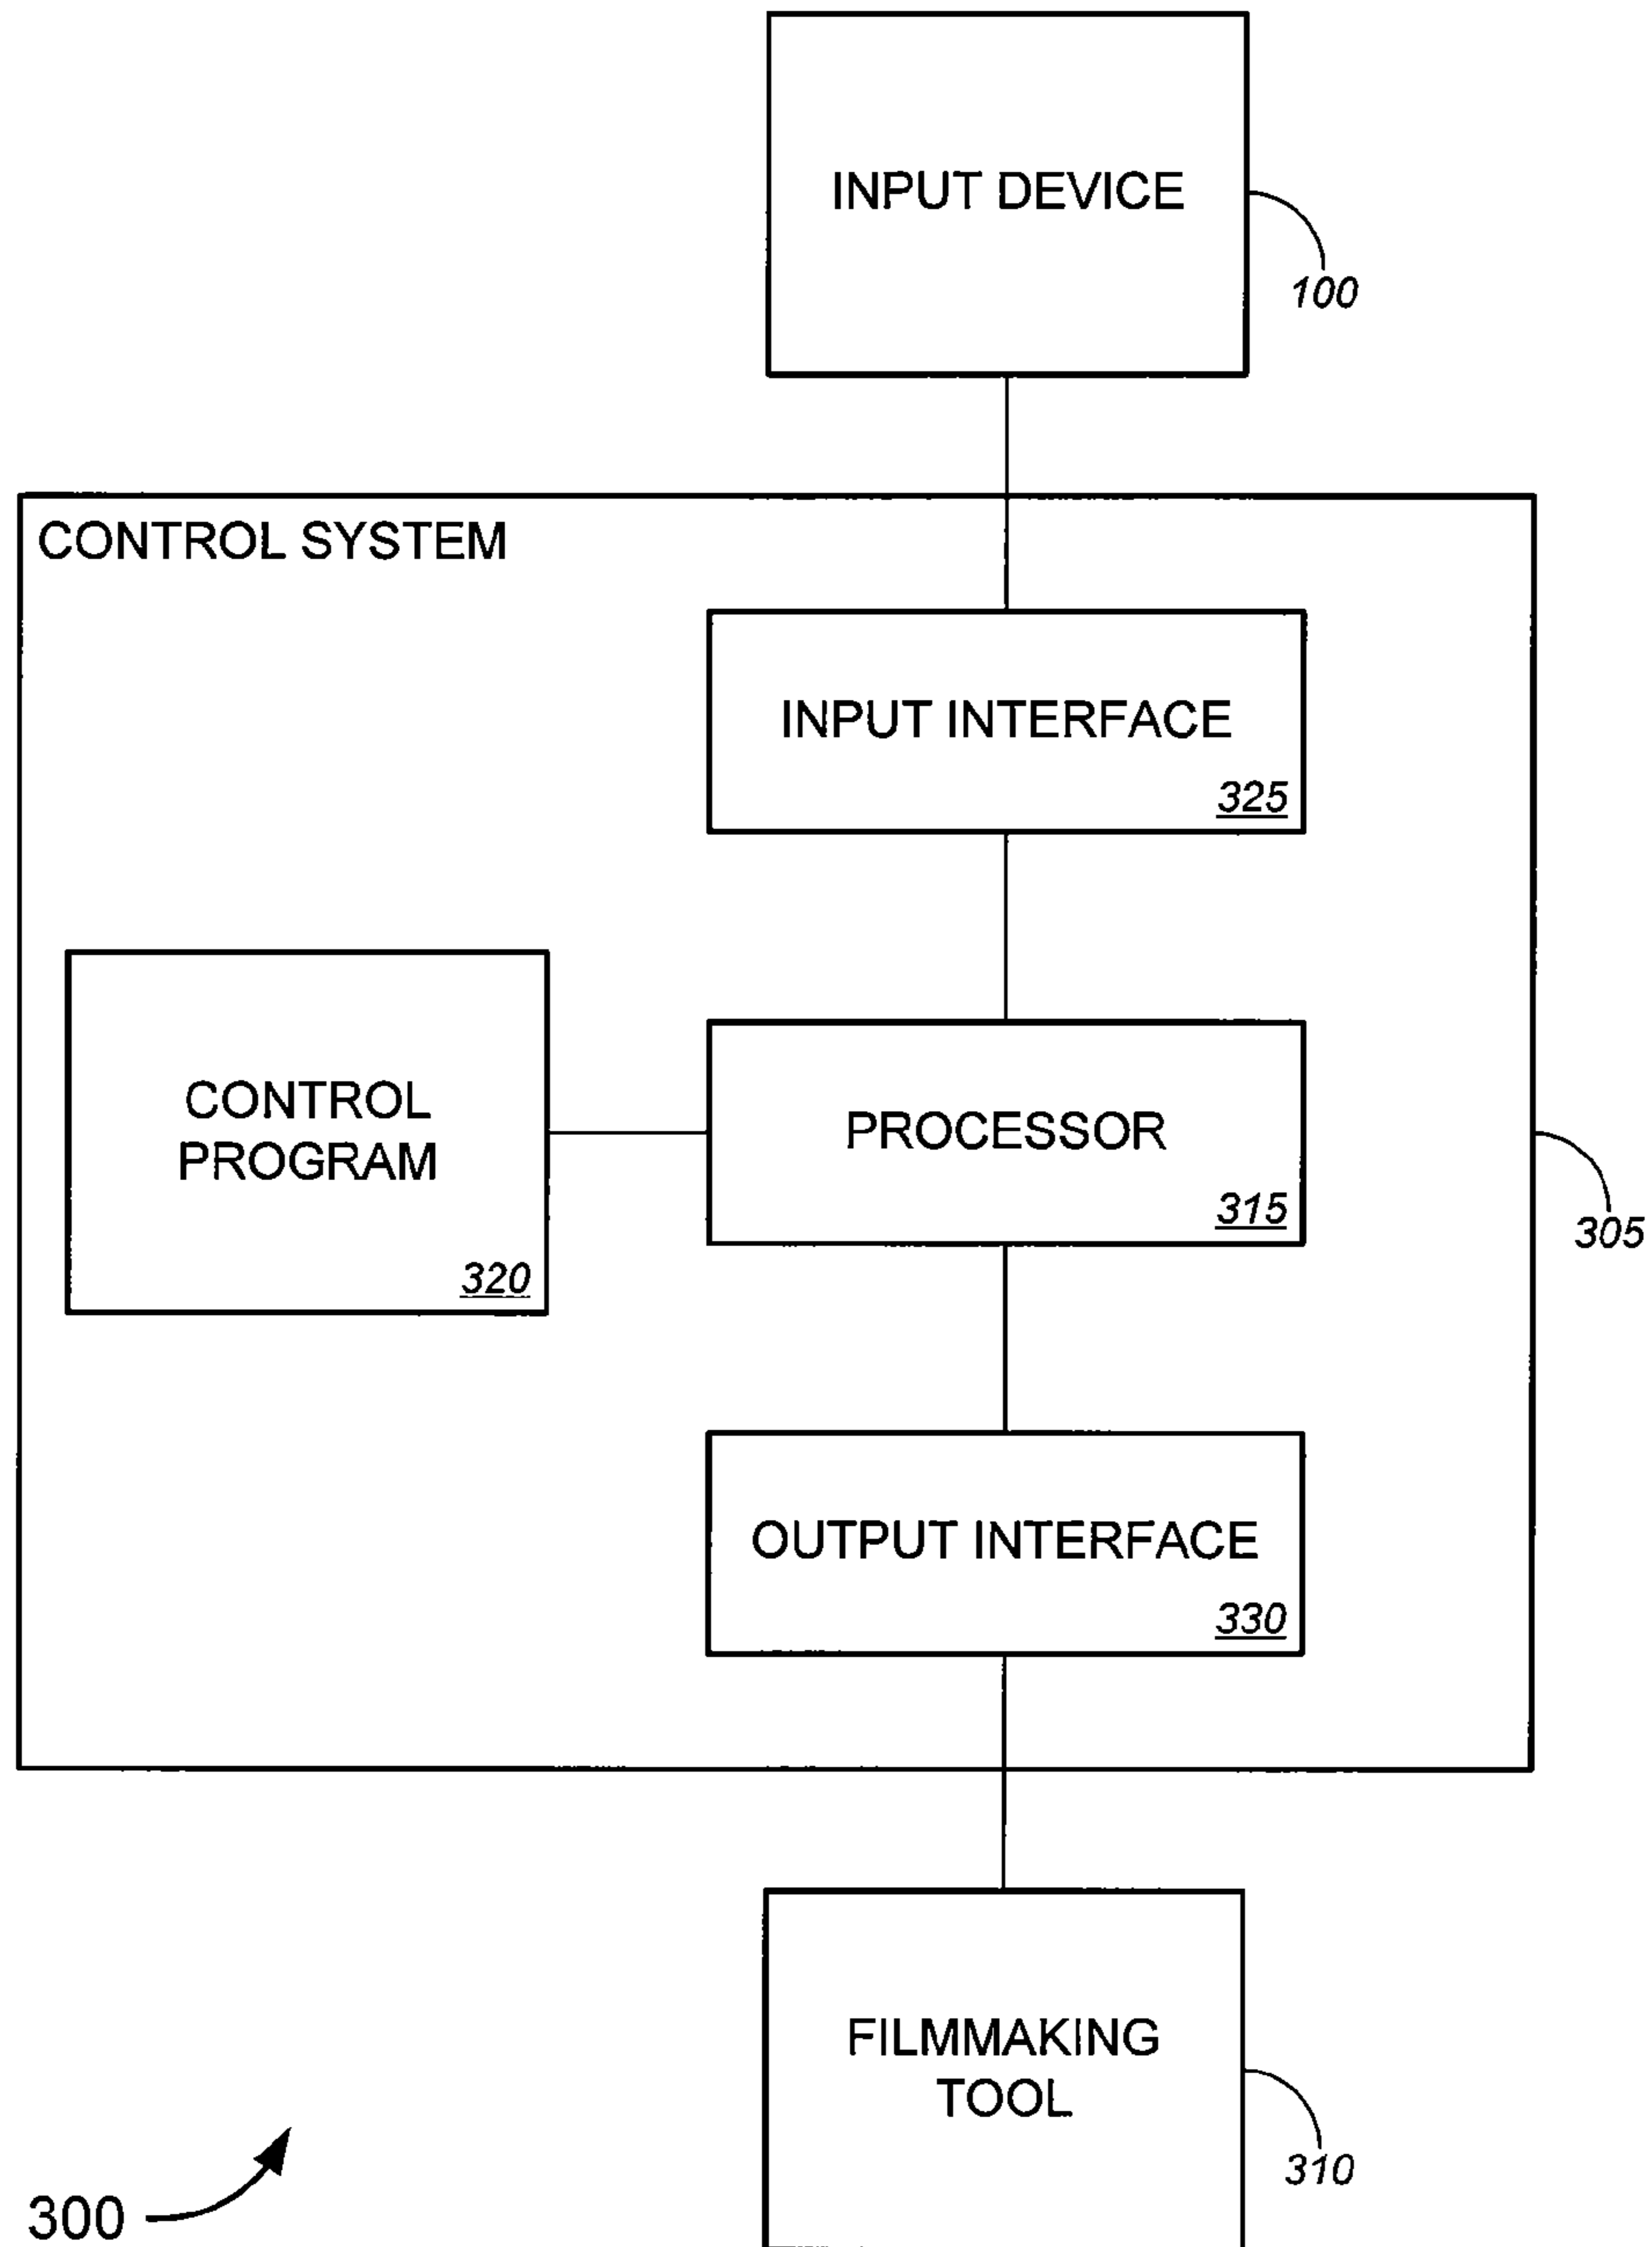 INPUT DEVICE
100
CONTROL SYSTEM
INPUT INTERFACE
325
CONTROL
PROGRAM
320
PROCESSOR
315
305
OUTPUT INTERFACE
330
FILMMAKING
TOOL
310
300